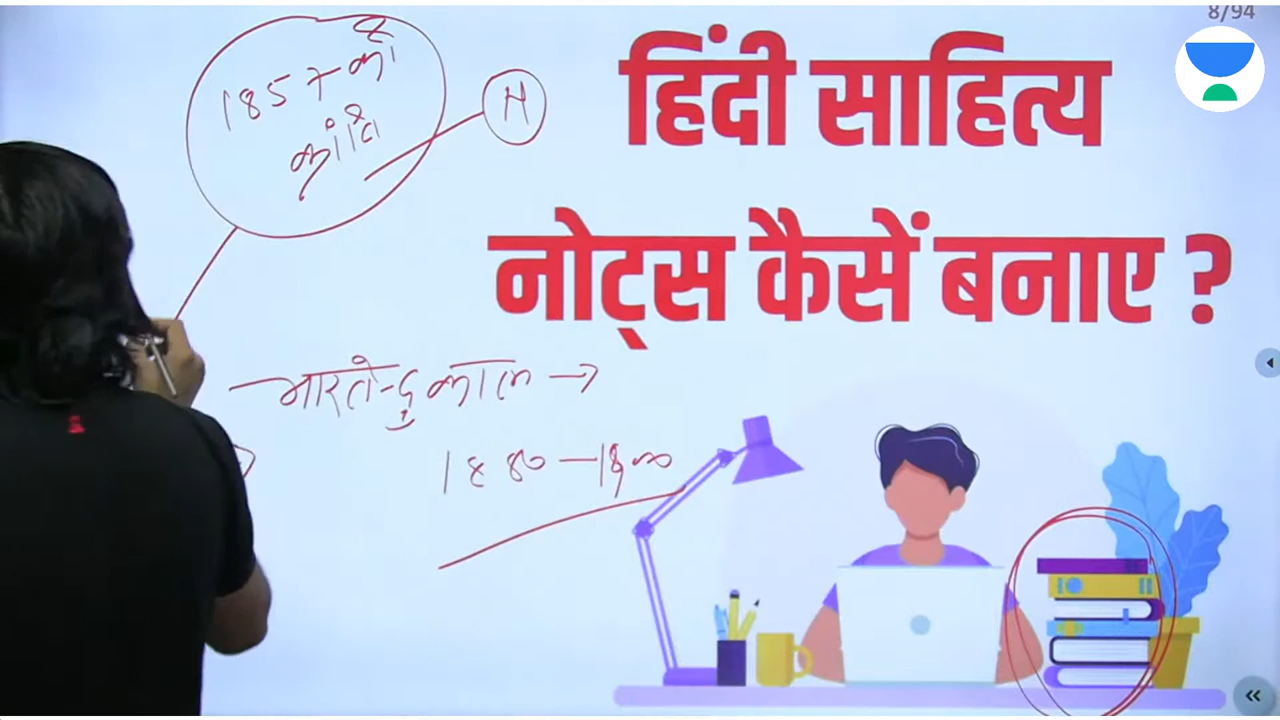 8/94
हिंदी साहित्य
नोट्स कैसें बनाए ?
1857 की
क्रांति
H
भारतेन्दु काल →
1850 – 1900